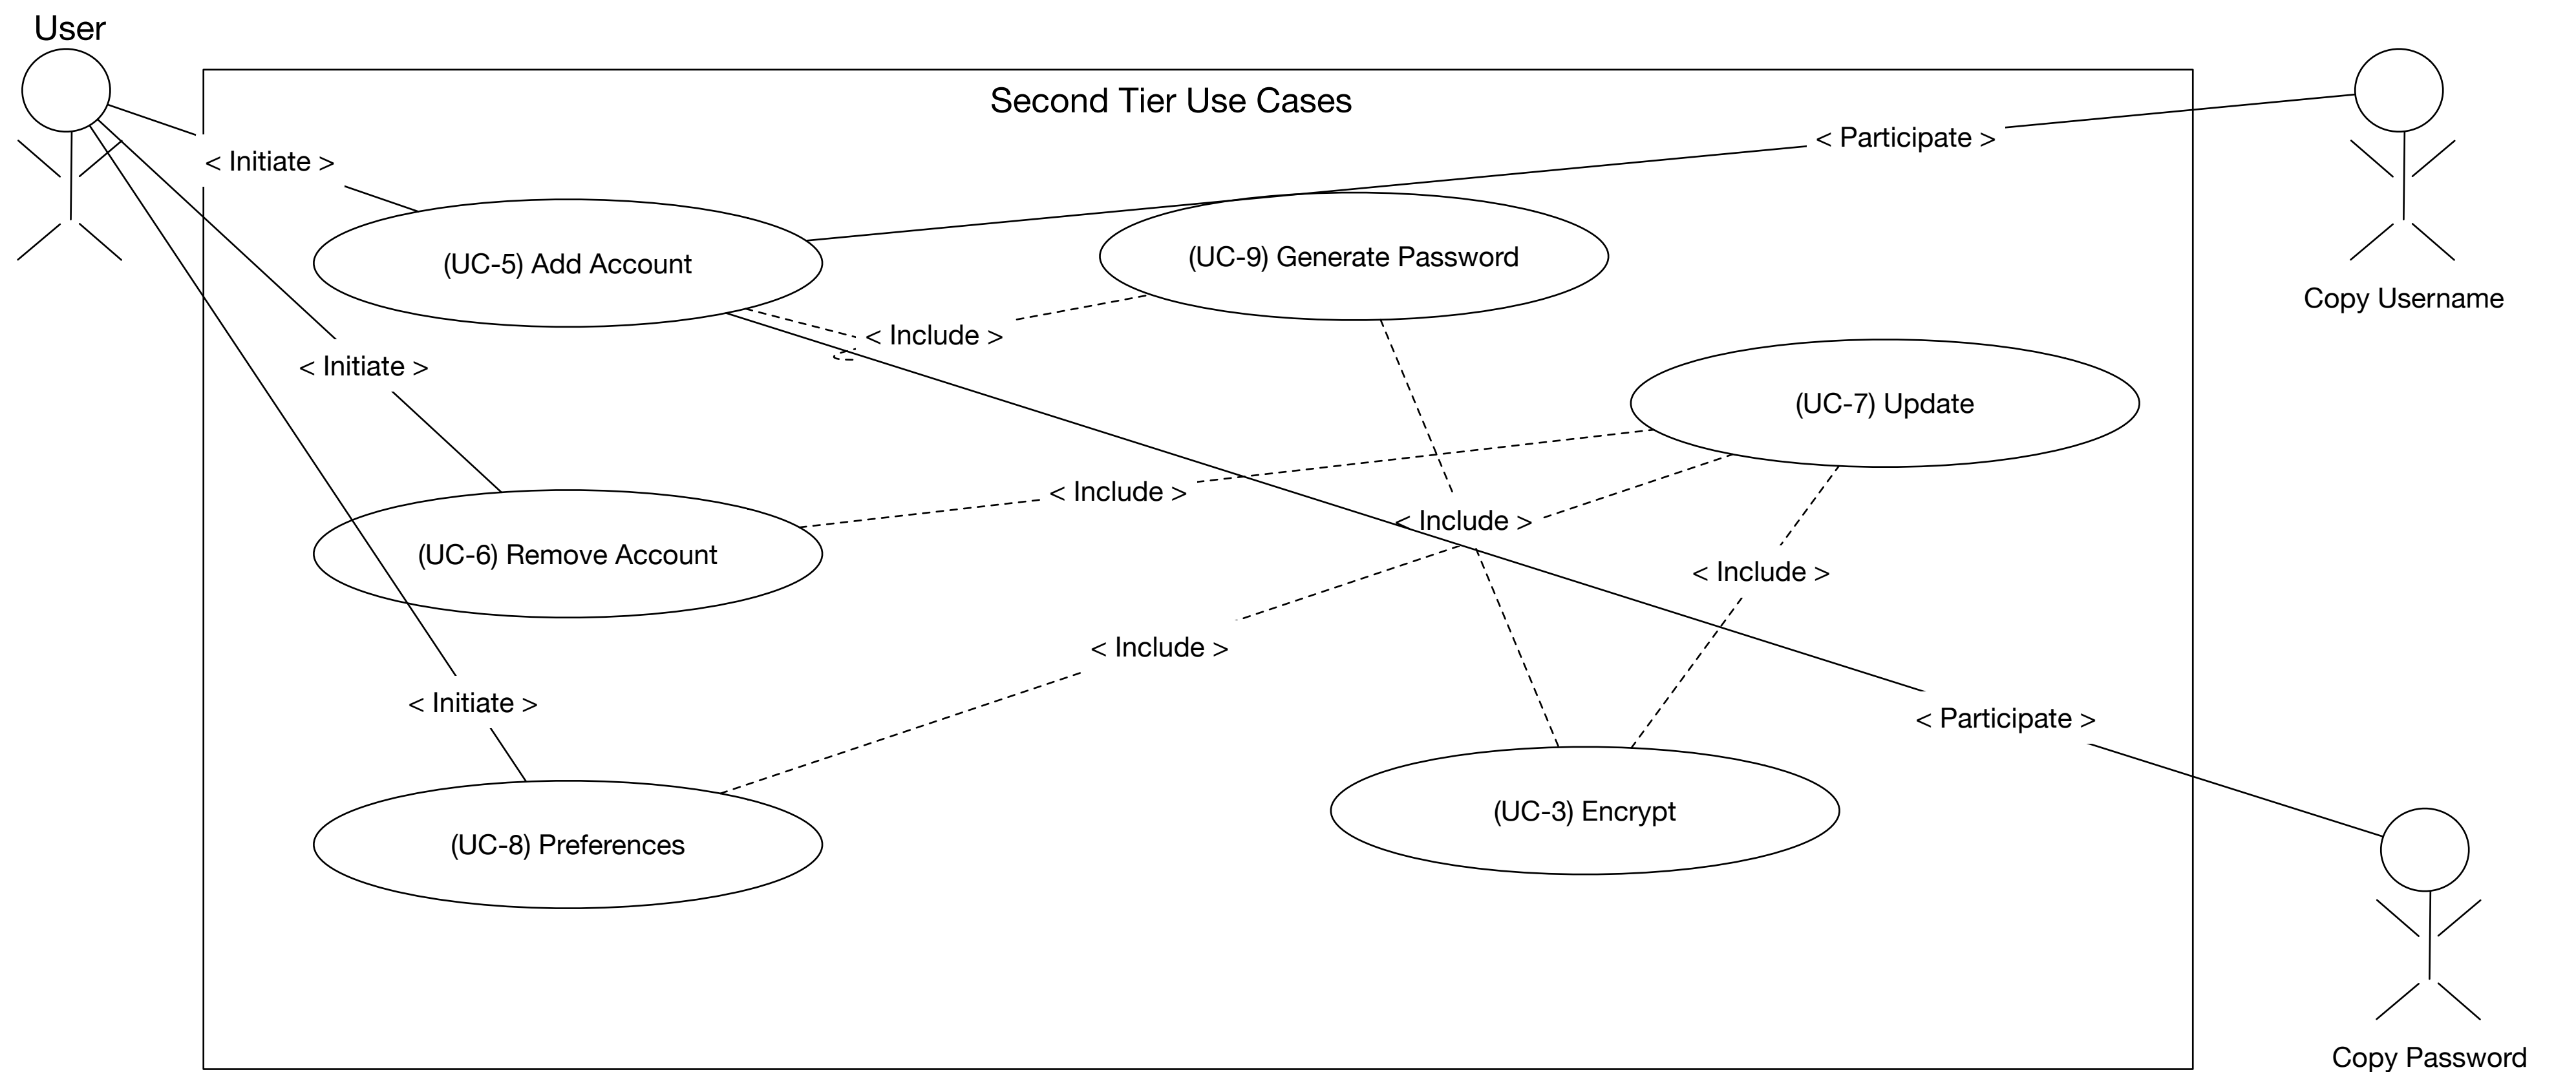 User
Second Tier Use Cases
< Participate >
< Initiate >
(UC-5) Add Account
(UC-9) Generate Password
Copy Username
< Include >
< Initiate >
(UC-7) Update
< Include >
< Include >
(UC-6) Remove Account
< Include >
< Include >
< Initiate >
< Participate >
(UC-3) Encrypt
(UC-8) Preferences
Copy Password